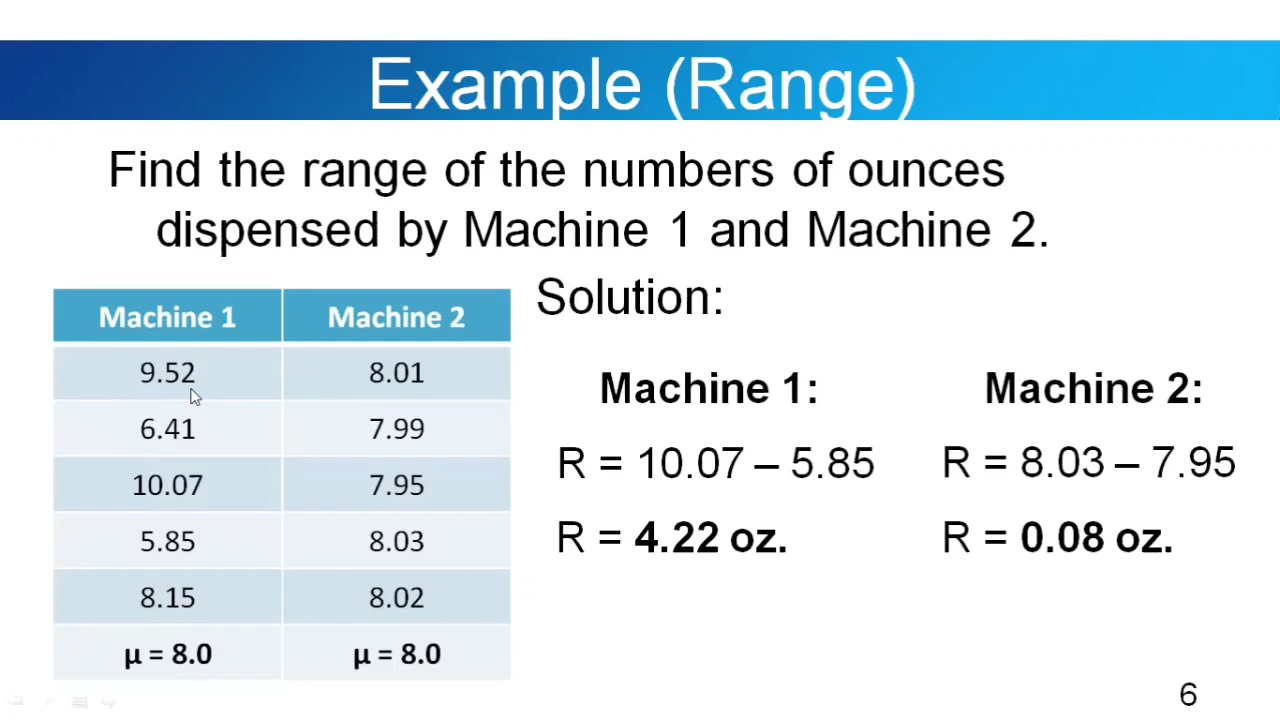 Example (Range)
Find the range of the numbers of ounces
dispensed by Machine 1 and Machine 2.
Solution:
Machine 1 Machine 2
9.52 8.01
6.41 7.99
10.07 7.95
5.85 8.03
8.15 8.02
μ = 8.0 μ = 8.0
Machine 1: Machine 2:
R = 10.07 – 5.85 R = 8.03 – 7.95
R = 4.22 oz. R = 0.08 oz.
6